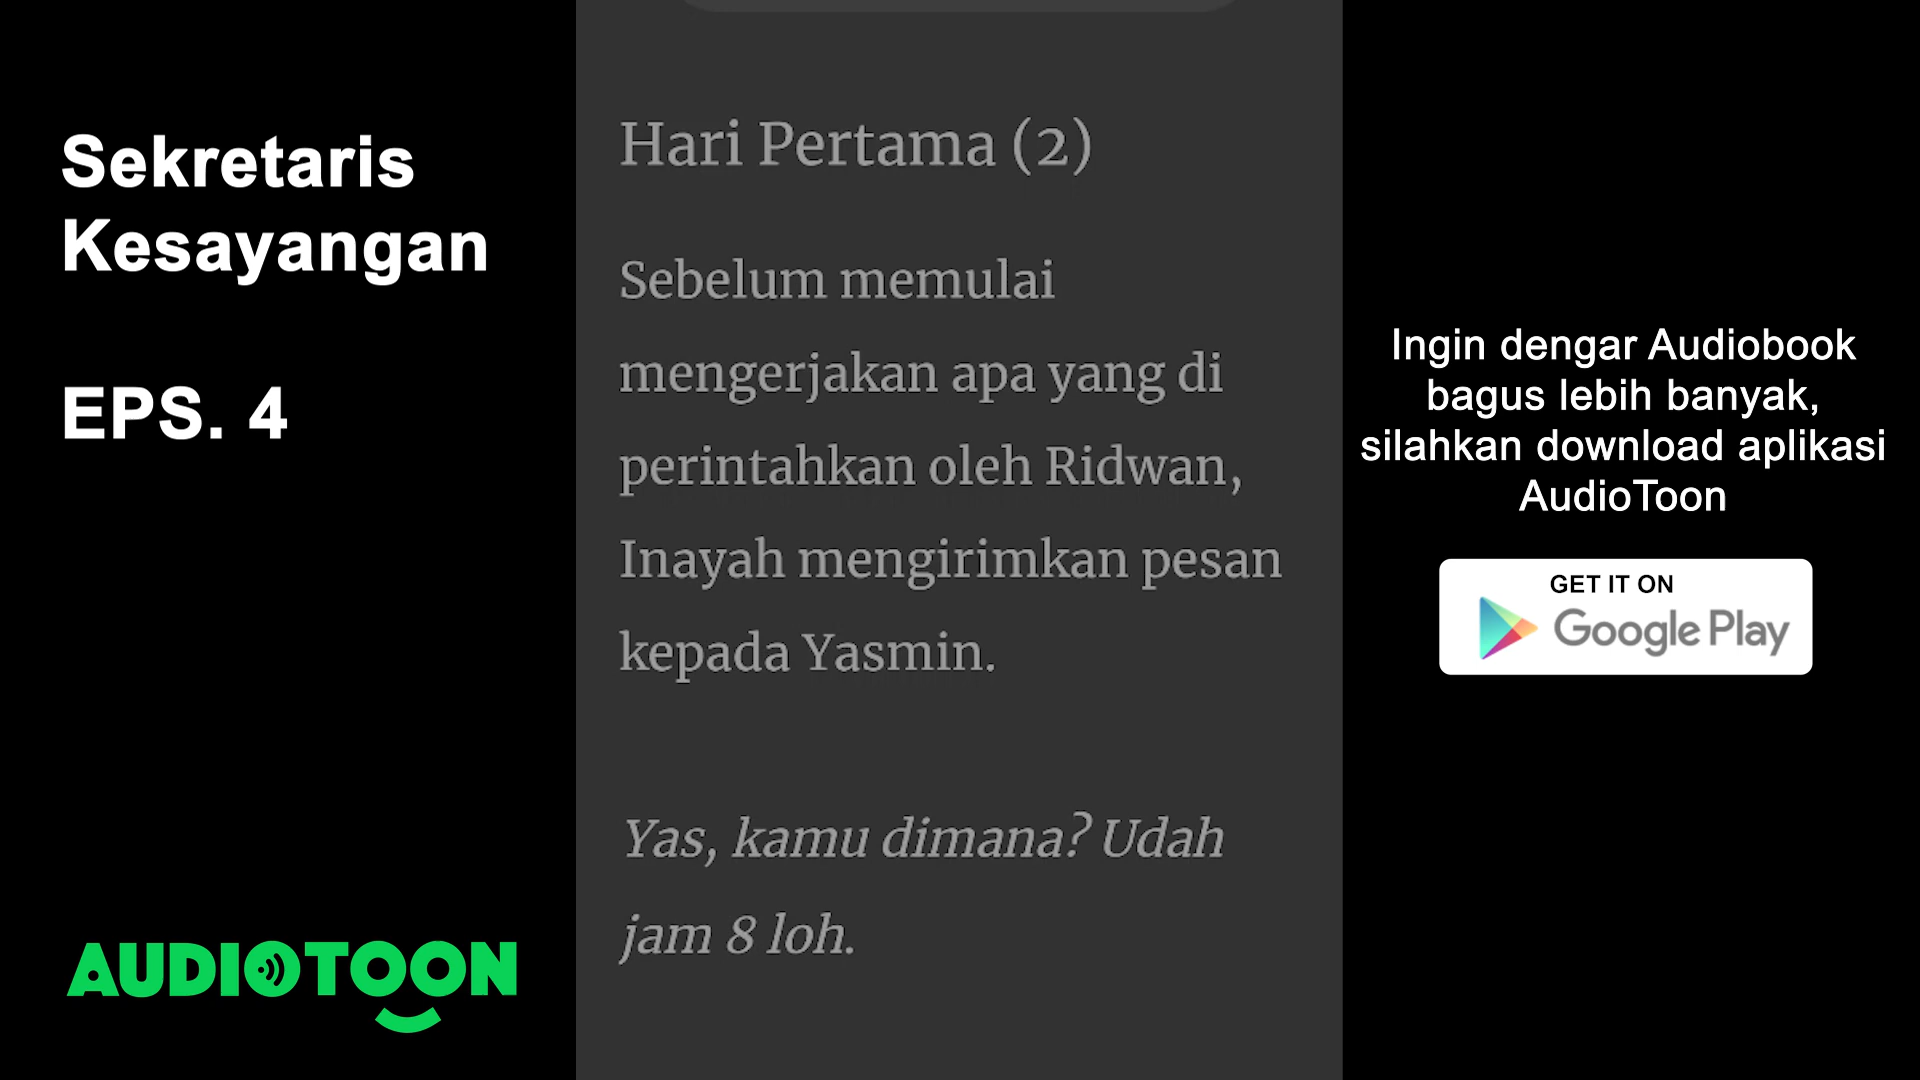 Sekretaris
Kesayangan
EPS. 4
AUDIOTOON
Hari Pertama (2)
Sebelum memulai
mengerjakan apa yang di
perintahkan oleh Ridwan,
Inayah mengirimkan pesan
kepada Yasmin.
Yas, kamu dimana? Udah
jam 8 loh.
Ingin dengar Audiobook
bagus lebih banyak,
silahkan download aplikasi
AudioToon
GET IT ON
Google Play